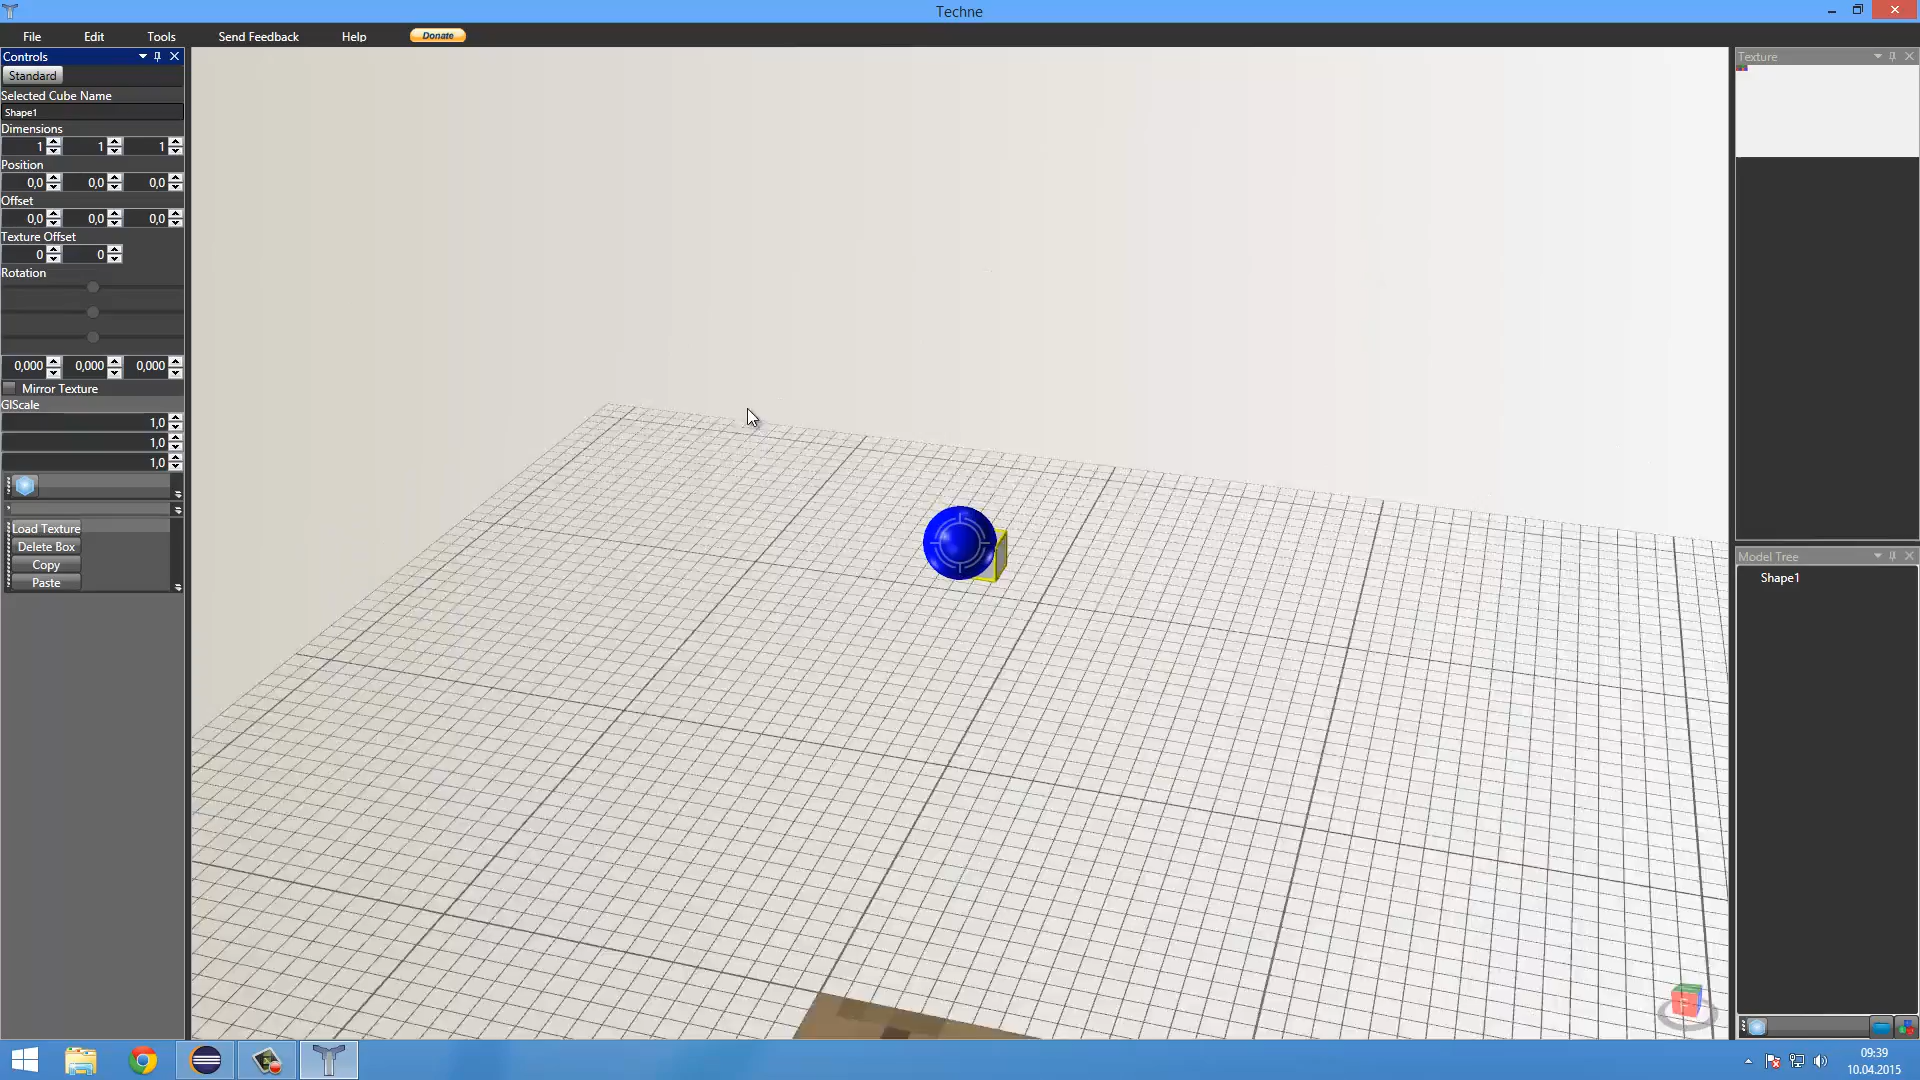 Techne
File Edit Tools Send Feedback Help Donate
Controls
Standard
Selected Cube Name
Shape1
Dimensions
1 1 1
Position
0,0 0,0 0,0
Offset
0,0 0,0 0,0
Texture Offset
0 0
Rotation
0,000 0,000 0,000
Mirror Texture
GlScale
1,0
1,0
1,0
Load Texture
Delete Box
Copy
Paste
Texture
Model Tree
Shape1
09:39
10.04.2015